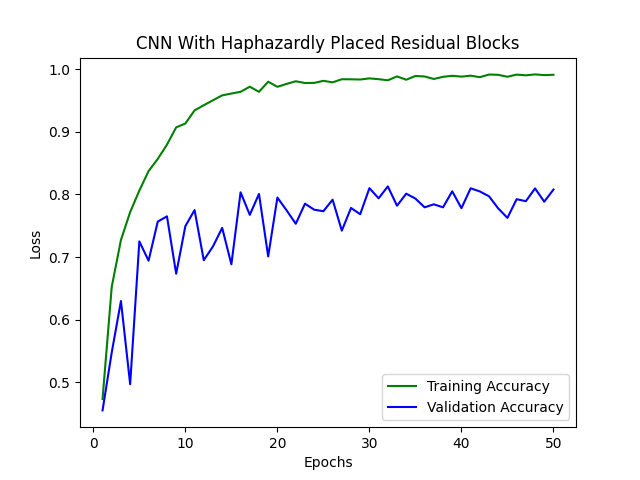 CNN With Haphazardly Placed Residual Blocks
1.0
0.9
0.8
0.7
0.6
0.5
Loss
0
10
20
30
40
50
Epochs
Training Accuracy
Validation Accuracy